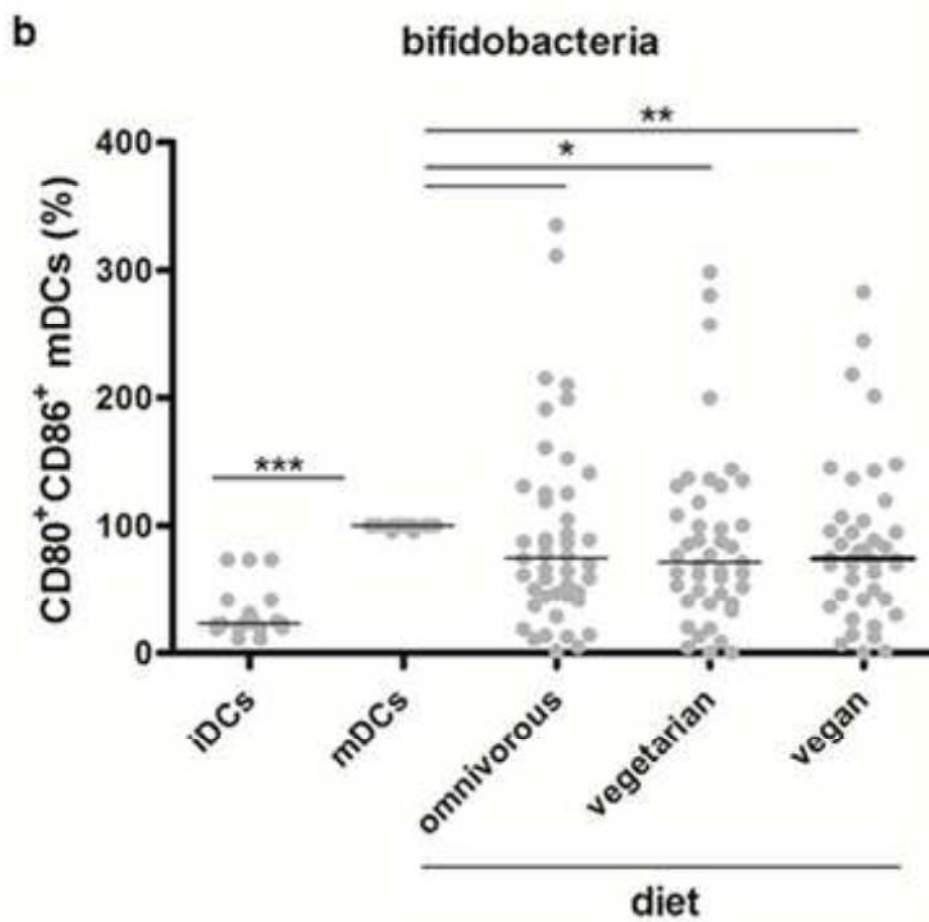 b
bifidobacteria
**
*
***
CD80⁺CD86⁺ mDCs (%)
400
300
200
100
0
iDCs
mDCs
omnivorous
vegetarian
vegan
diet